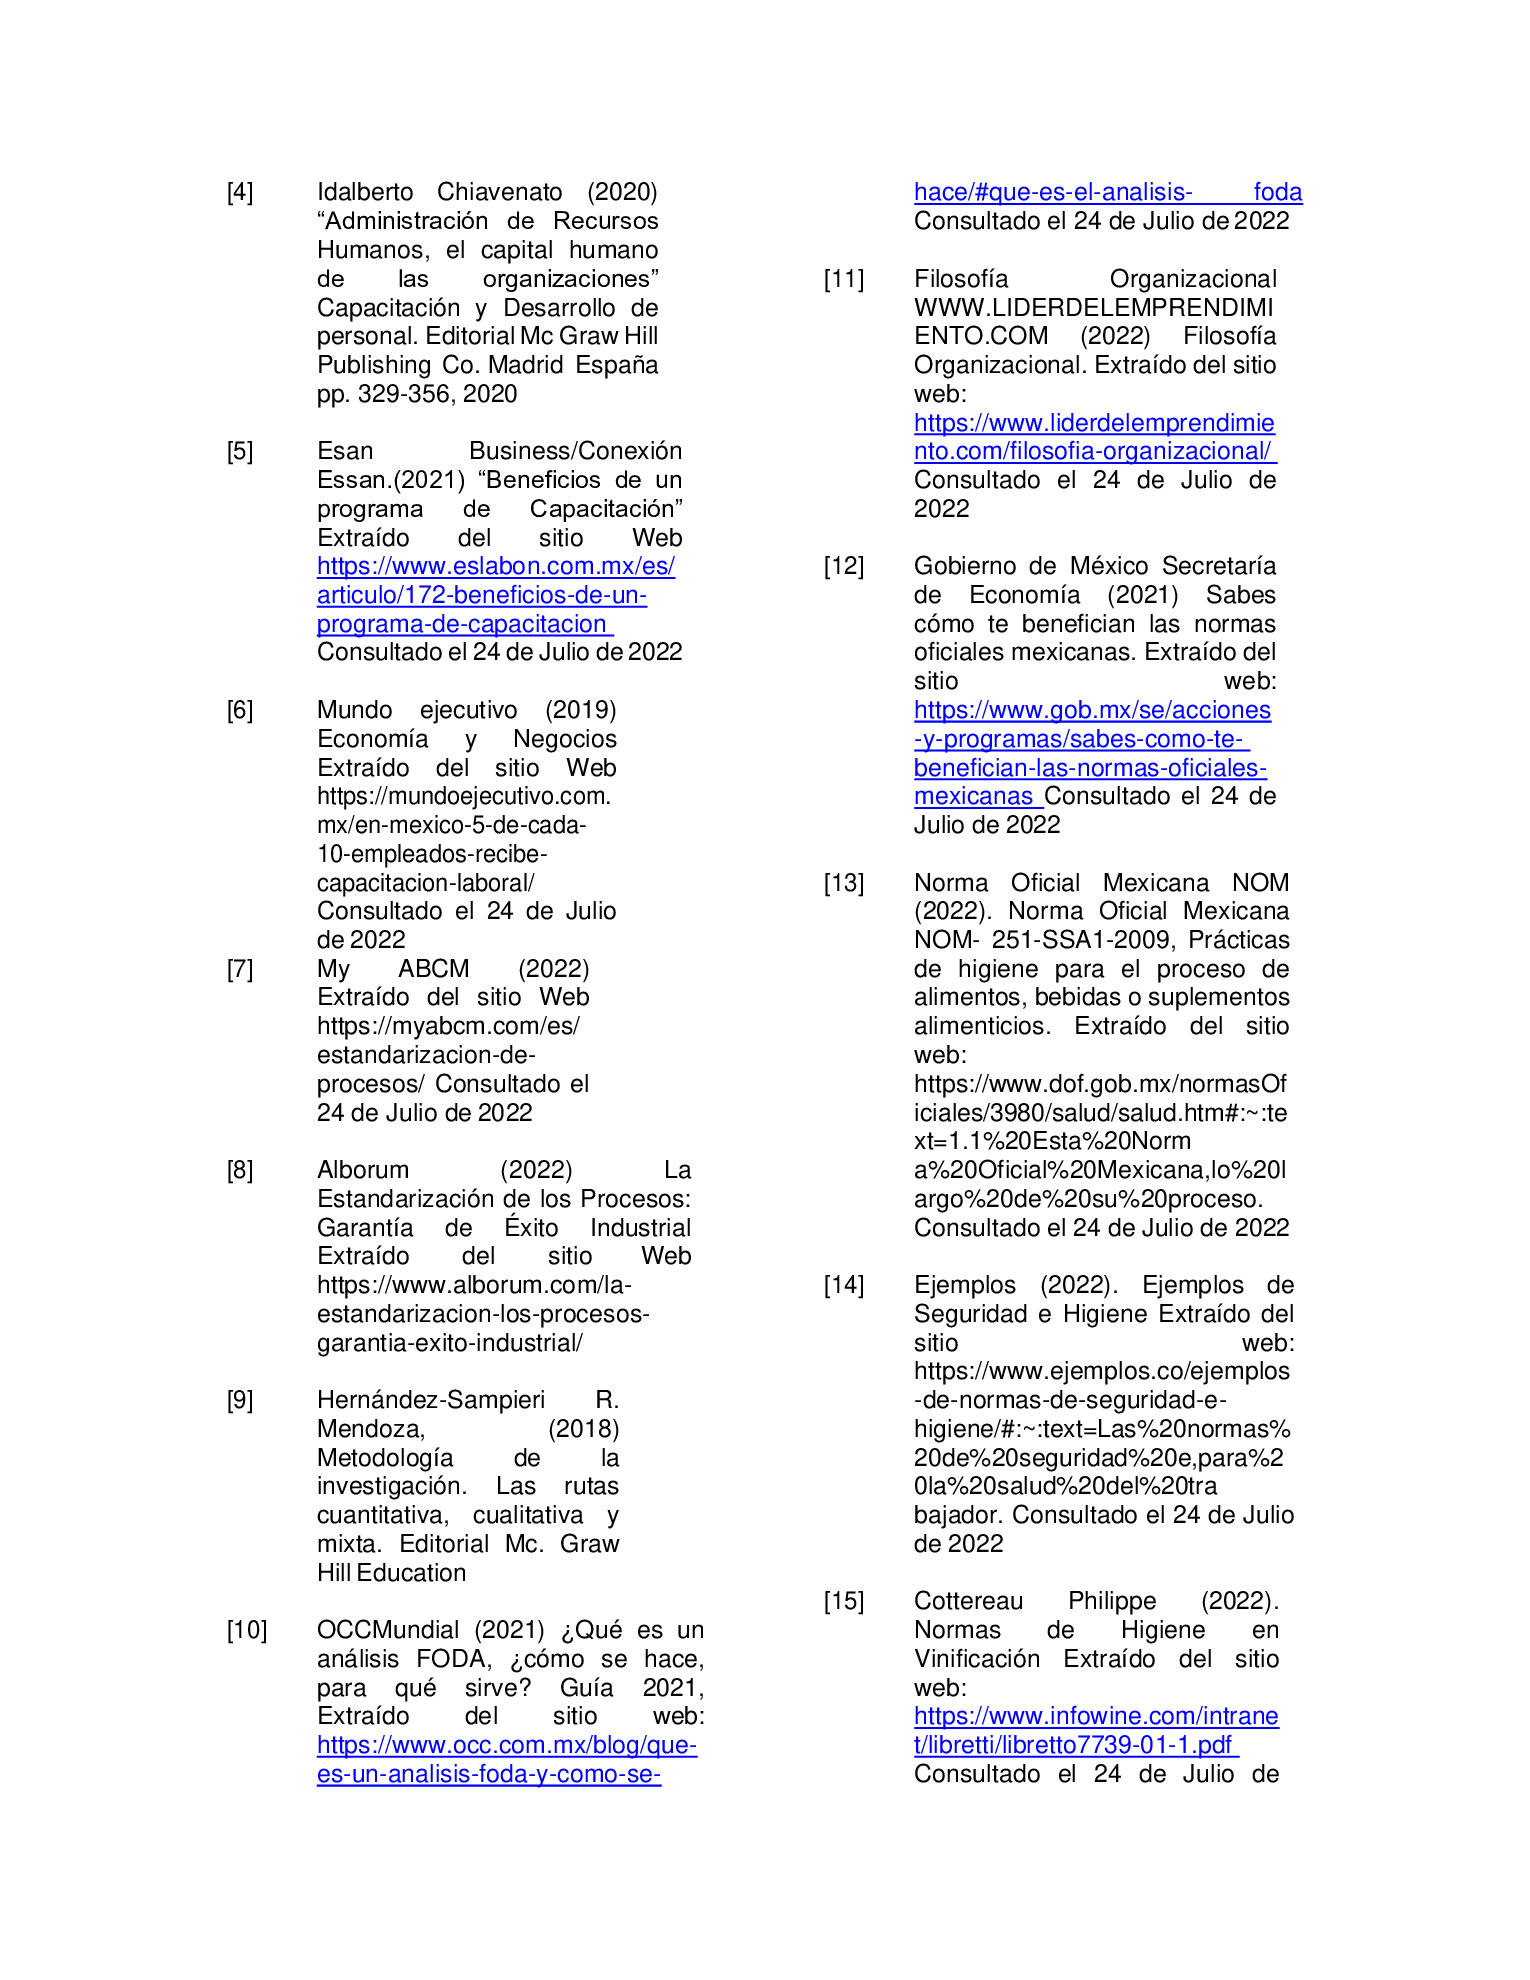 [4] Idalberto Chiavenato (2020)
“Administración de Recursos
Humanos, el capital humano
de las organizaciones”
Capacitación y Desarrollo de
personal. Editorial Mc Graw Hill
Publishing Co. Madrid España
pp. 329-356, 2020
[5] Esan Business/Conexión
Essan.(2021) “Beneficios de un
programa de Capacitación”
Extraído del sitio Web
https://www.eslabon.com.mx/es/
articulo/172-beneficios-de-un-
programa-de-capacitacion
Consultado el 24 de Julio de 2022
[6] Mundo ejecutivo (2019)
Economía y Negocios
Extraído del sitio Web
https://mundoejecutivo.com.
mx/en-mexico-5-de-cada-
10-empleados-recibe-
capacitacion-laboral/
Consultado el 24 de Julio
de 2022
[7] My ABCM (2022)
Extraído del sitio Web
https://myabcm.com/es/
estandarizacion-de-
procesos/ Consultado el
24 de Julio de 2022
[8] Alborum (2022) La
Estandarización de los Procesos:
Garantía de Éxito Industrial
Extraído del sitio Web
https://www.alborum.com/la-
estandarizacion-los-procesos-
garantia-exito-industrial/
[9] Hernández-Sampieri R.
Mendoza, (2018)
Metodología de la
investigación. Las rutas
cuantitativa, cualitativa y
mixta. Editorial Mc. Graw
Hill Education
[10] OCCMundial (2021) ¿Qué es un
análisis FODA, ¿cómo se hace,
para qué sirve? Guía 2021,
Extraído del sitio web:
https://www.occ.com.mx/blog/que-
es-un-analisis-foda-y-como-se-
hace/#que-es-el-analisis- foda
Consultado el 24 de Julio de 2022
[11] Filosofía Organizacional
WWW.LIDERDELEMPRENDIMI
ENTO.COM (2022) Filosofía
Organizacional. Extraído del sitio
web:
https://www.liderdelemprendimie
nto.com/filosofia-organizacional/
Consultado el 24 de Julio de
2022
[12] Gobierno de México Secretaría
de Economía (2021) Sabes
cómo te benefician las normas
oficiales mexicanas. Extraído del
sitio web:
https://www.gob.mx/se/acciones
-y-programas/sabes-como-te-
benefician-las-normas-oficiales-
mexicanas Consultado el 24 de
Julio de 2022
[13] Norma Oficial Mexicana NOM
(2022). Norma Oficial Mexicana
NOM- 251-SSA1-2009, Prácticas
de higiene para el proceso de
alimentos, bebidas o suplementos
alimenticios. Extraído del sitio
web:
https://www.dof.gob.mx/normasOf
iciales/3980/salud/salud.htm#:~:te
xt=1.1%20Esta%20Norm
a%20Oficial%20Mexicana,lo%20l
argo%20de%20su%20proceso.
Consultado el 24 de Julio de 2022
[14] Ejemplos (2022). Ejemplos de
Seguridad e Higiene Extraído del
sitio web:
https://www.ejemplos.co/ejemplos
-de-normas-de-seguridad-e-
higiene/#:~:text=Las%20normas%
20de%20seguridad%20e,para%2
0la%20salud%20del%20tra
bajador. Consultado el 24 de Julio
de 2022
[15] Cottereau Philippe (2022).
Normas de Higiene en
Vinificación Extraído del sitio
web:
https://www.infowine.com/intrane
t/libretti/libretto7739-01-1.pdf
Consultado el 24 de Julio de